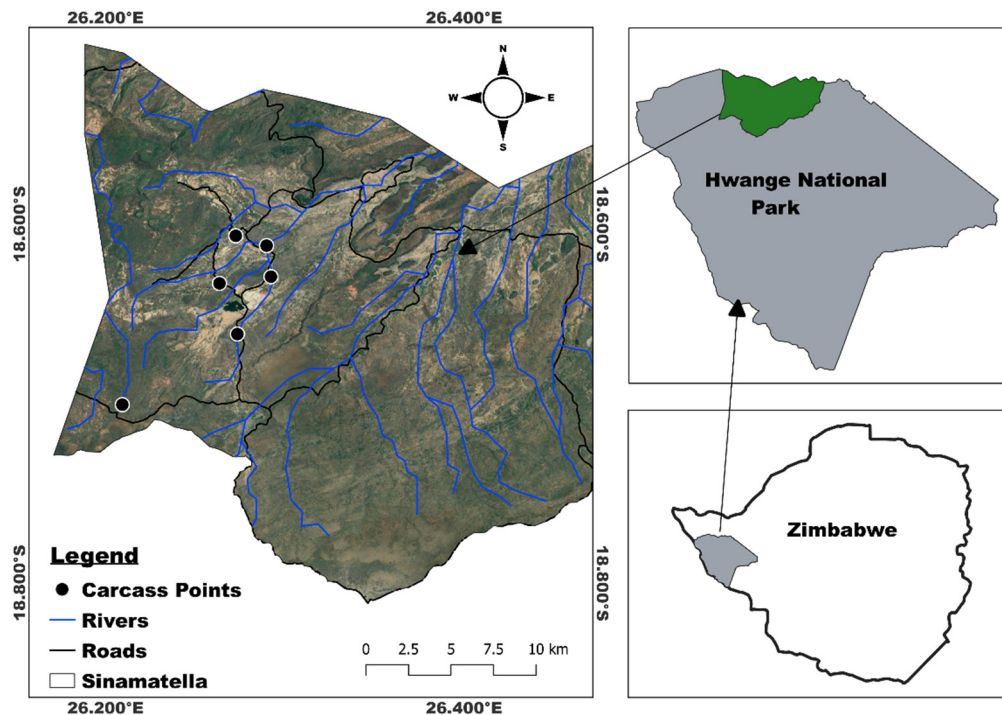 26.200°E
26.400°E
N
W
E
S
18.600°S
18.600°S
18.800°S
18.800°S
Legend
Carcass Points
Rivers
Roads
Sinamatella
0 2.5 5 7.5 10 km
26.200°E
26.400°E
Hwange National
Park
Zimbabwe